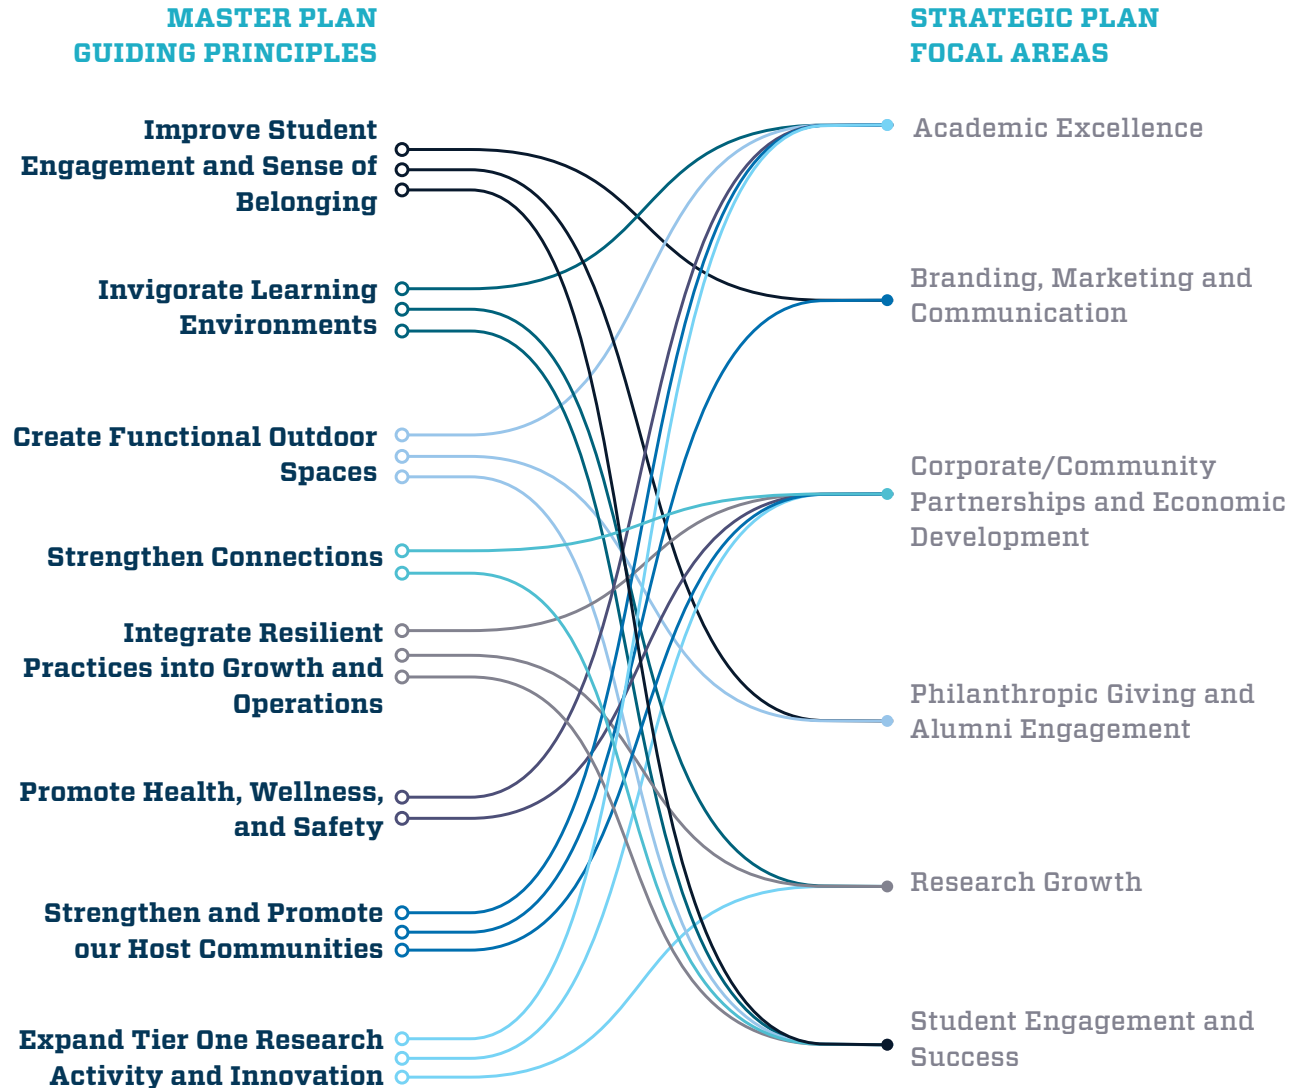 MASTER PLAN
GUIDING PRINCIPLES
Improve Student
Engagement and Sense of
Belonging
Invigorate Learning
Environments
Create Functional Outdoor
Spaces
Strengthen Connections
Integrate Resilient
Practices into Growth and
Operations
Promote Health, Wellness,
and Safety
Strengthen and Promote
our Host Communities
Expand Tier One Research
Activity and Innovation
STRATEGIC PLAN
FOCAL AREAS
Academic Excellence
Branding, Marketing and
Communication
Corporate/Community
Partnerships and Economic
Development
Philanthropic Giving and
Alumni Engagement
Research Growth
Student Engagement and
Success